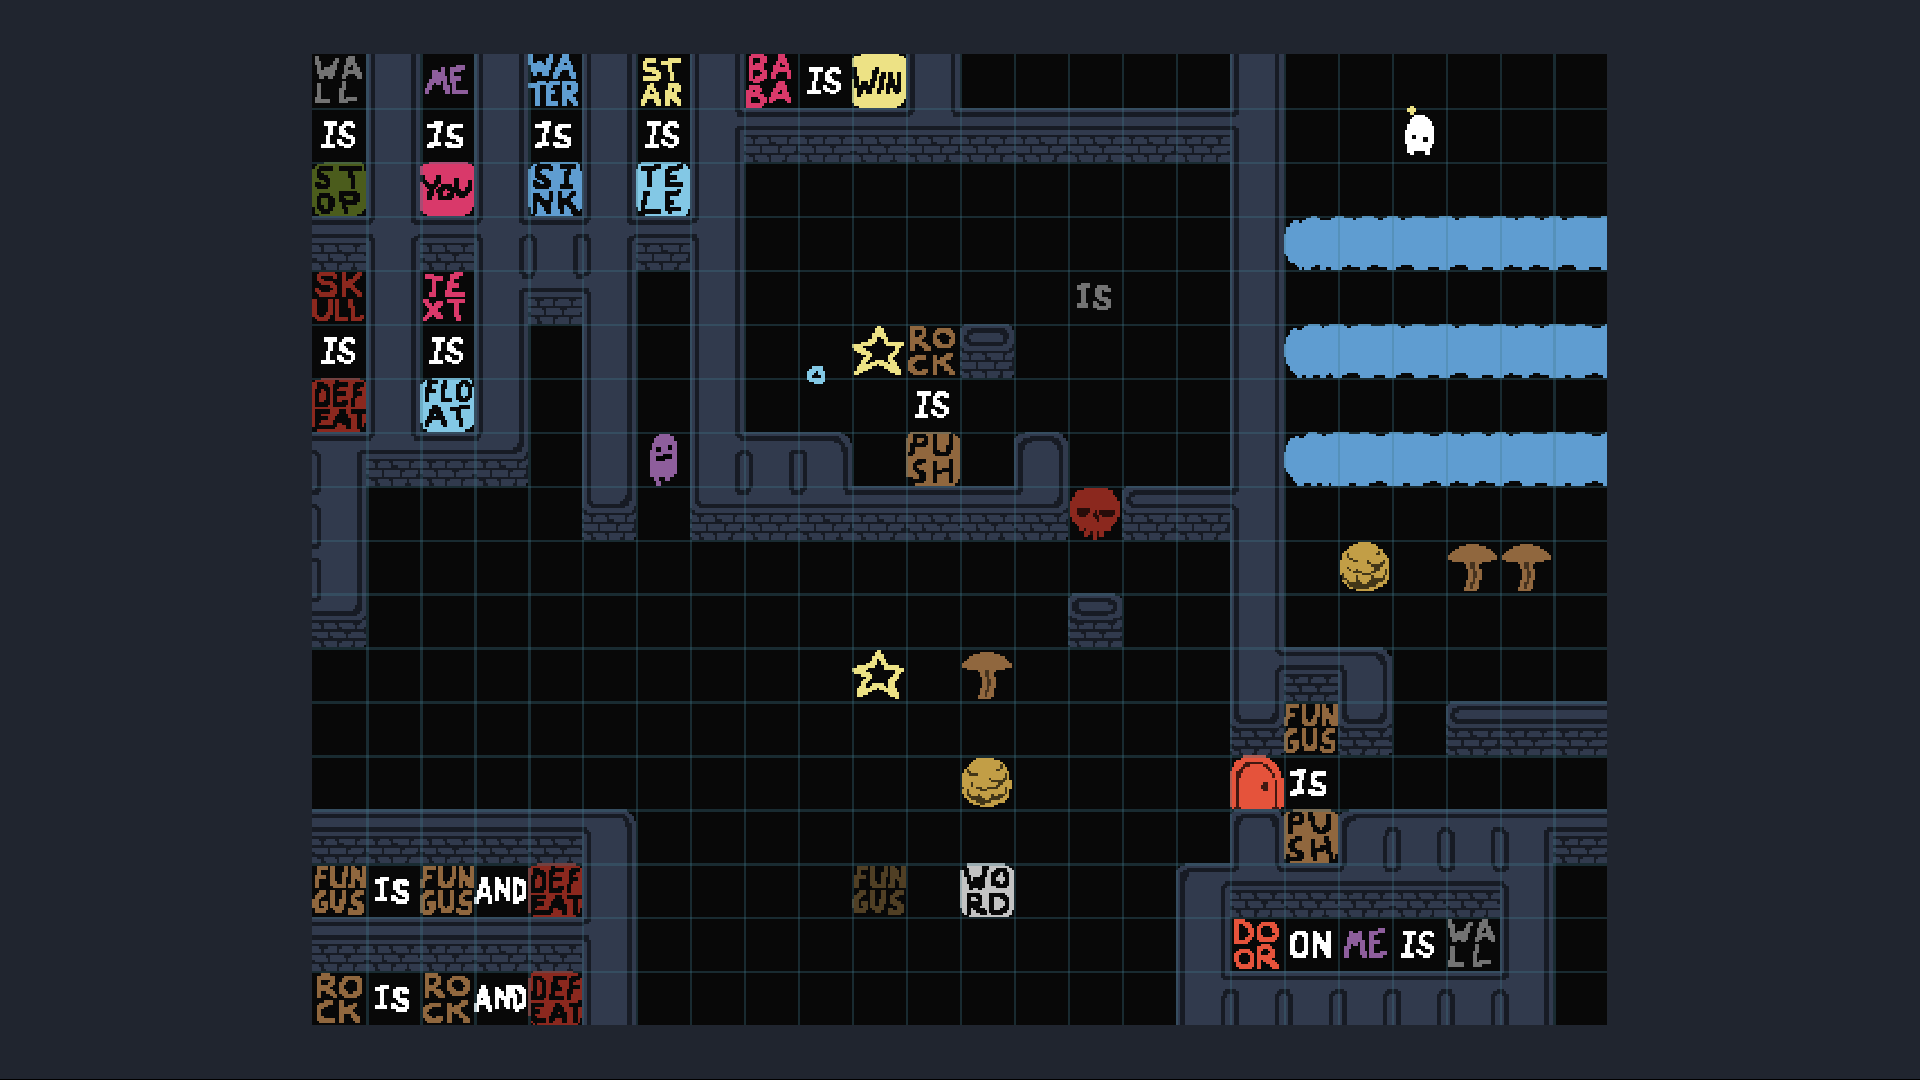 WALL ME WATER STAR BABA IS WIN
IS IS IS IS
STOP YOU SINK TELE
SKULL TEXT IS
IS IS ROCK
DEFEAT FLOAT IS
PUSH
FUNGUS
IS
PUSH
FUNGUS IS FUNGUS AND DEFEAT FUNGUS WORD
DOOR ON ME IS WALL
ROCK IS ROCK AND DEFEAT